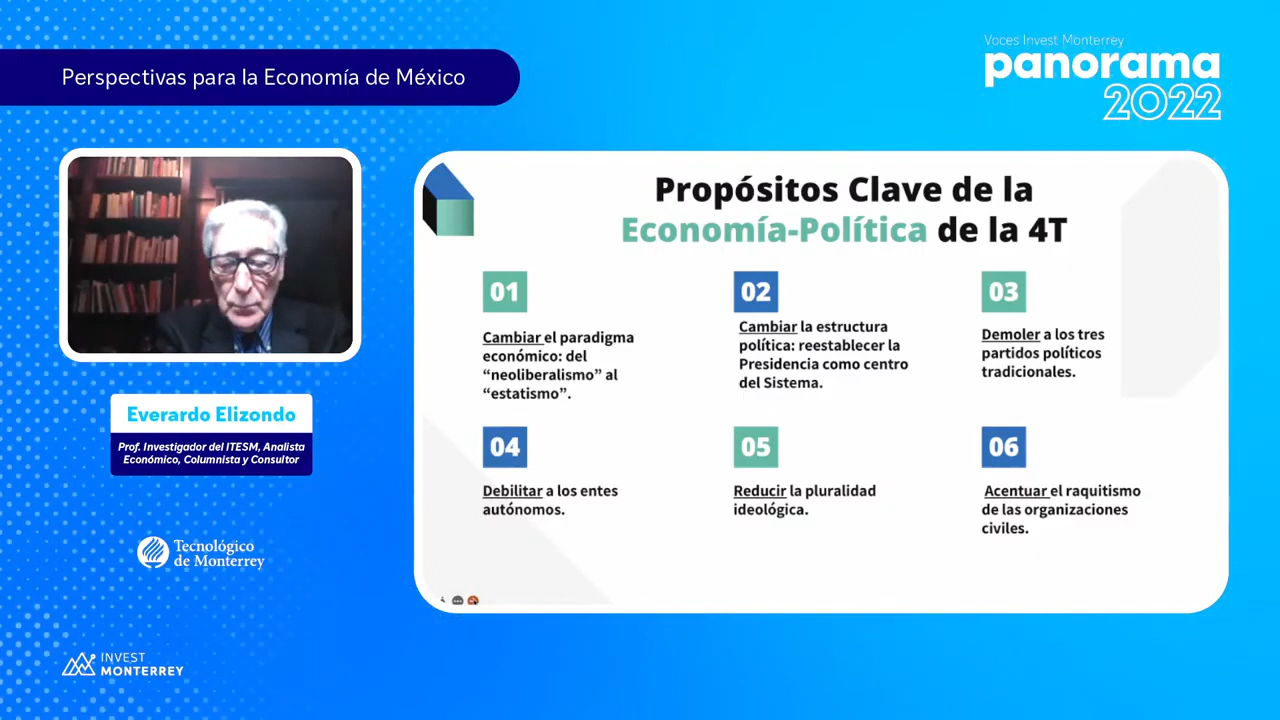 Perspectivas para la Economía de México
Voces Invest Monterrey
panorama
2022
Everardo Elizondo
Prof. Investigador del ITESM, Analista
Económico, Columnista y Consultor
Tecnológico
de Monterrey
INVEST
MONTERREY
Propósitos Clave de la
Economía-Política de la 4T
01
Cambiar el paradigma
económico: del
“neoliberalismo” al
“estatismo”.
02
Cambiar la estructura
política: reestablecer la
Presidencia como centro
del Sistema.
03
Demoler a los tres
partidos políticos
tradicionales.
04
Debilitar a los entes
autónomos.
05
Reducir la pluralidad
ideológica.
06
Acentuar el raquitismo
de las organizaciones
civiles.